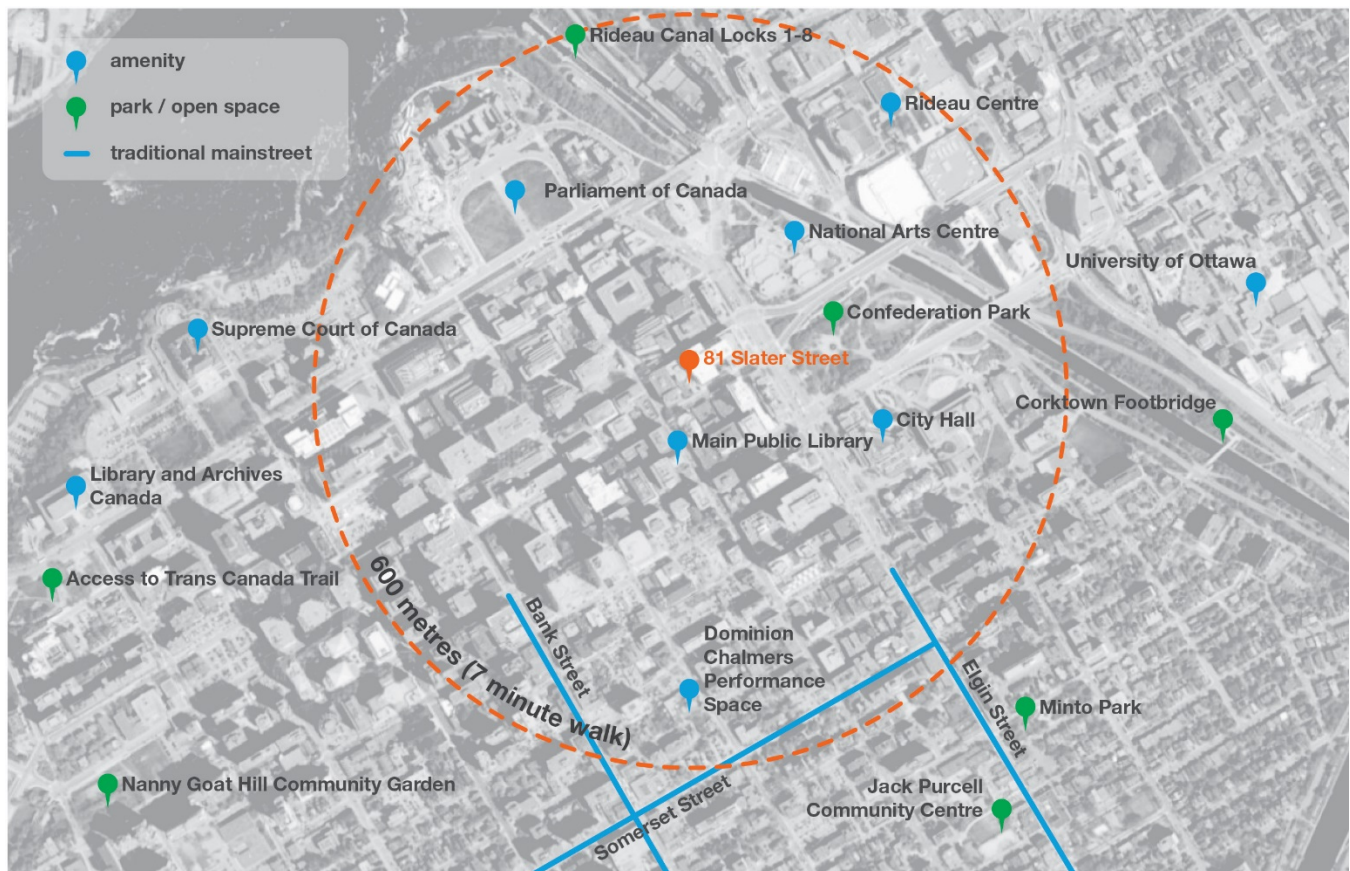 amenity
park / open space
traditional mainstreet
Rideau Canal Locks 1-8
Rideau Centre
Parliament of Canada
National Arts Centre
University of Ottawa
Confederation Park
Supreme Court of Canada
81 Slater Street
Corktown Footbridge
City Hall
Main Public Library
Library and Archives
Canada
Access to Trans Canada Trail
600 metres (7 minute walk)
Bank Street
Dominion
Chalmers
Performance
Space
Elgin Street
Minto Park
Nanny Goat Hill Community Garden
Somerset Street
Jack Purcell
Community Centre